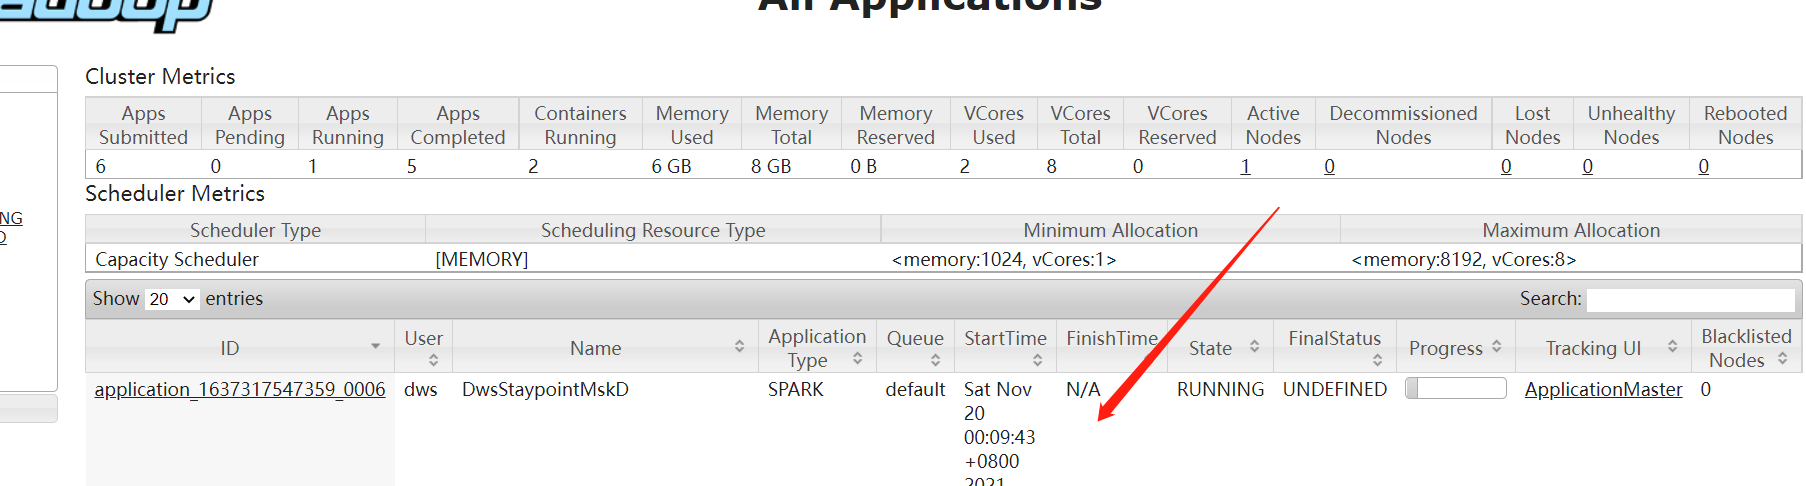 All Applications
NG
D
Cluster Metrics
Apps Submitted Apps Pending Apps Running Apps Completed Containers Running Memory Used Memory Total Memory Reserved VCores Used VCores Total VCores Reserved Active Nodes Decommissioned Nodes Lost Nodes Unhealthy Nodes Rebooted Nodes
6 0 1 5 2 6 GB 8 GB 0 B 2 8 0 1 0 0 0 0
Scheduler Metrics
Scheduler Type Scheduling Resource Type Minimum Allocation Maximum Allocation
Capacity Scheduler [MEMORY] <memory:1024, vCores:1> <memory:8192, vCores:8>
Show 20 entries Search:
ID User Name Application Type Queue StartTime FinishTime State FinalStatus Progress Tracking UI Blacklisted Nodes
application_1637317547359_0006 dws DwsStaypointMskD SPARK default Sat Nov N/A RUNNING UNDEFINED ApplicationMaster 0
20
00:09:43
+0800
2021